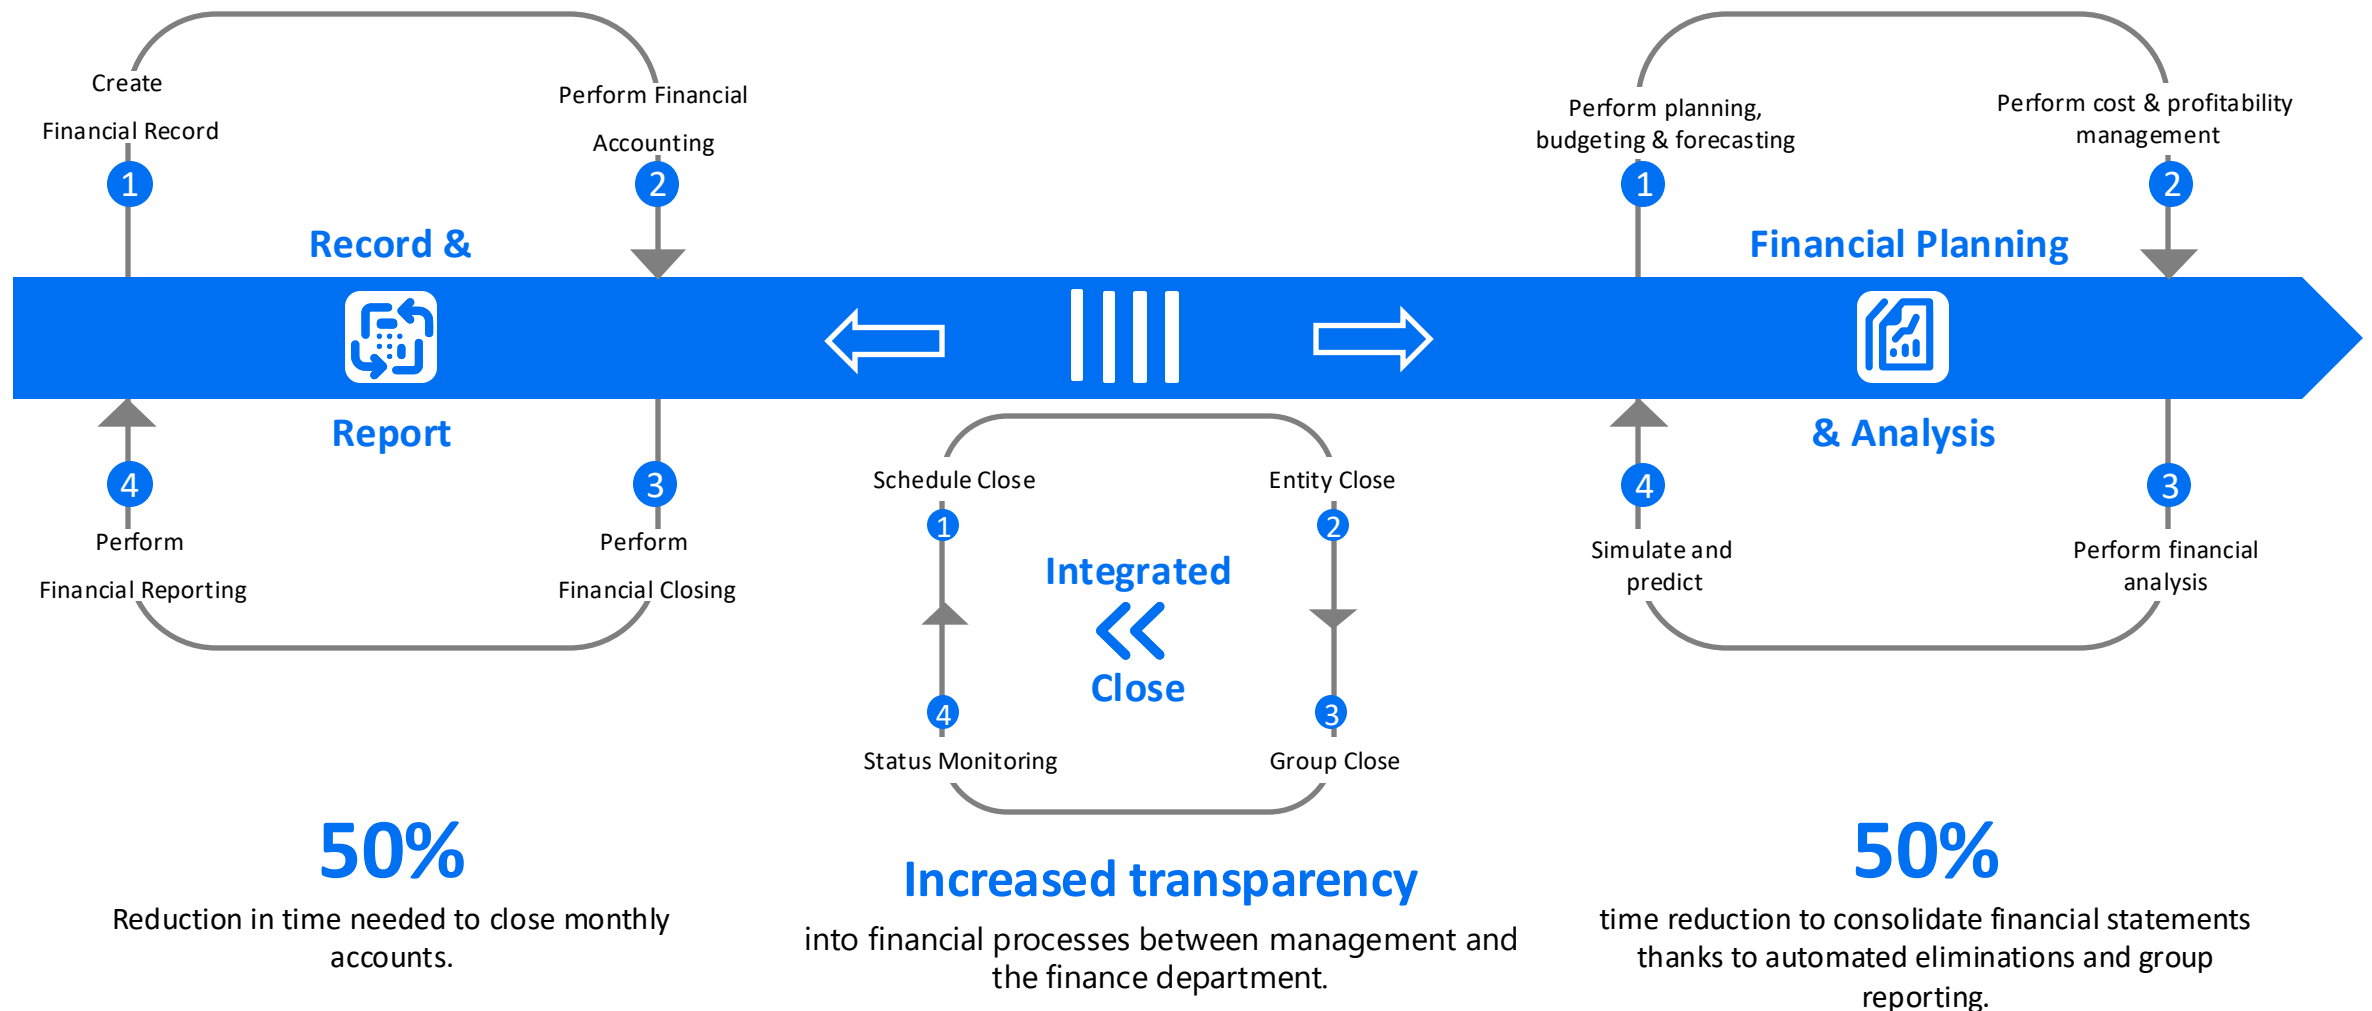 Create
Financial Record
1
Perform Financial
Accounting
2
Record &
Report
4
Perform
Financial Reporting
3
Perform
Financial Closing
Schedule Close
1
Entity Close
2
Integrated
Close
4
Status Monitoring
3
Group Close
Perform planning,
budgeting & forecasting
1
Perform cost & profitability
management
2
Financial Planning
& Analysis
4
Simulate and
predict
3
Perform financial
analysis
50%
Reduction in time needed to close monthly
accounts.
Increased transparency
into financial processes between management and
the finance department.
50%
time reduction to consolidate financial statements
thanks to automated eliminations and group
reporting.